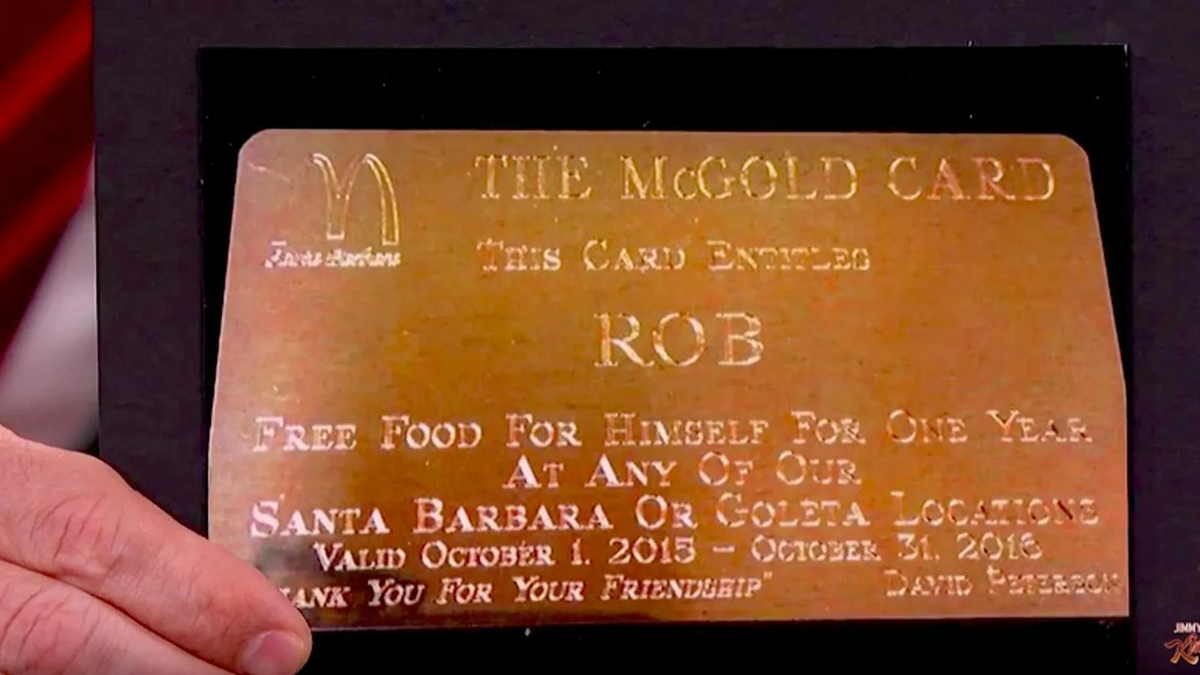 THE McGOLD CARD
THIS CARD ENTITLES
ROB
FREE FOOD FOR HIMSELF FOR ONE YEAR
AT ANY OF OUR
SANTA BARBARA OR GOLETA LOCATIONS
VALID OCTOBER 1, 2015 – OCTOBER 31, 2016
YOU FOR YOUR FRIENDSHIP"
DAVID PETERSON
JIMMY